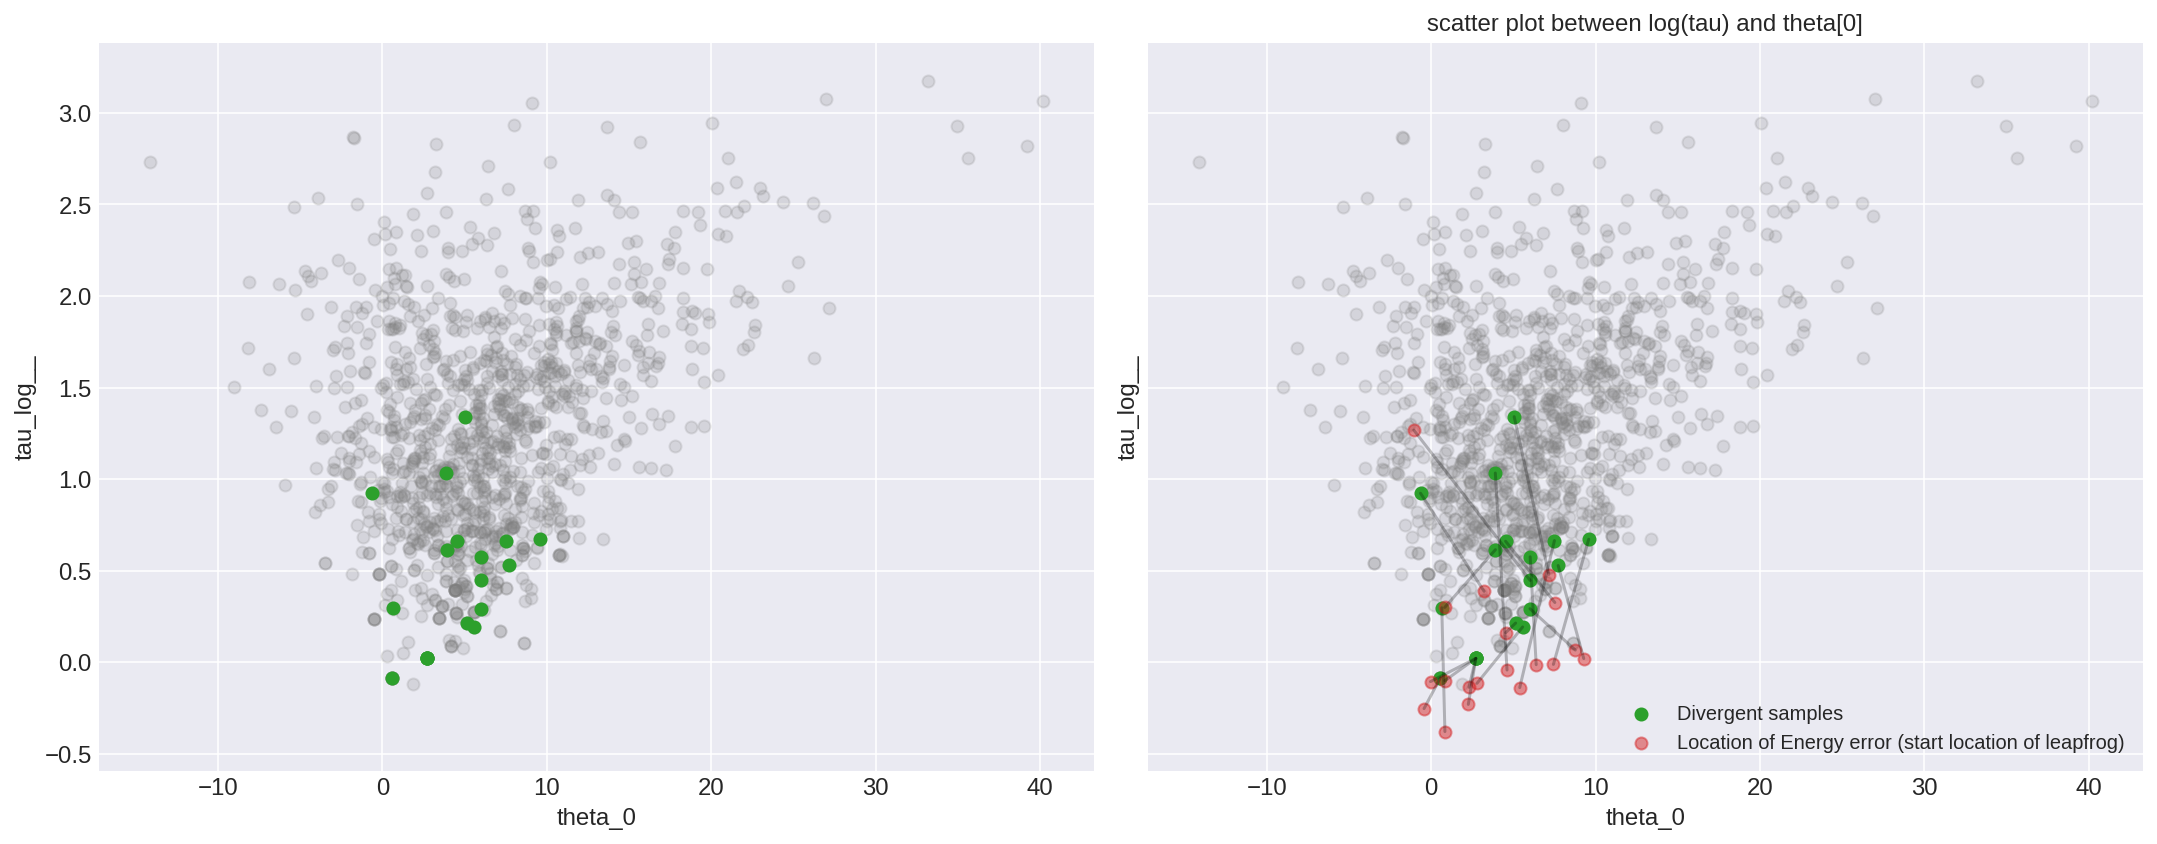 scatter plot between log(tau) and theta[0]
3.0
2.5
2.0
1.5
1.0
0.5
0.0
−0.5
tau_log__
−10 0 10 20 30 40
theta_0
tau_log__
Divergent samples
Location of Energy error (start location of leapfrog)
−10 0 10 20 30 40
theta_0